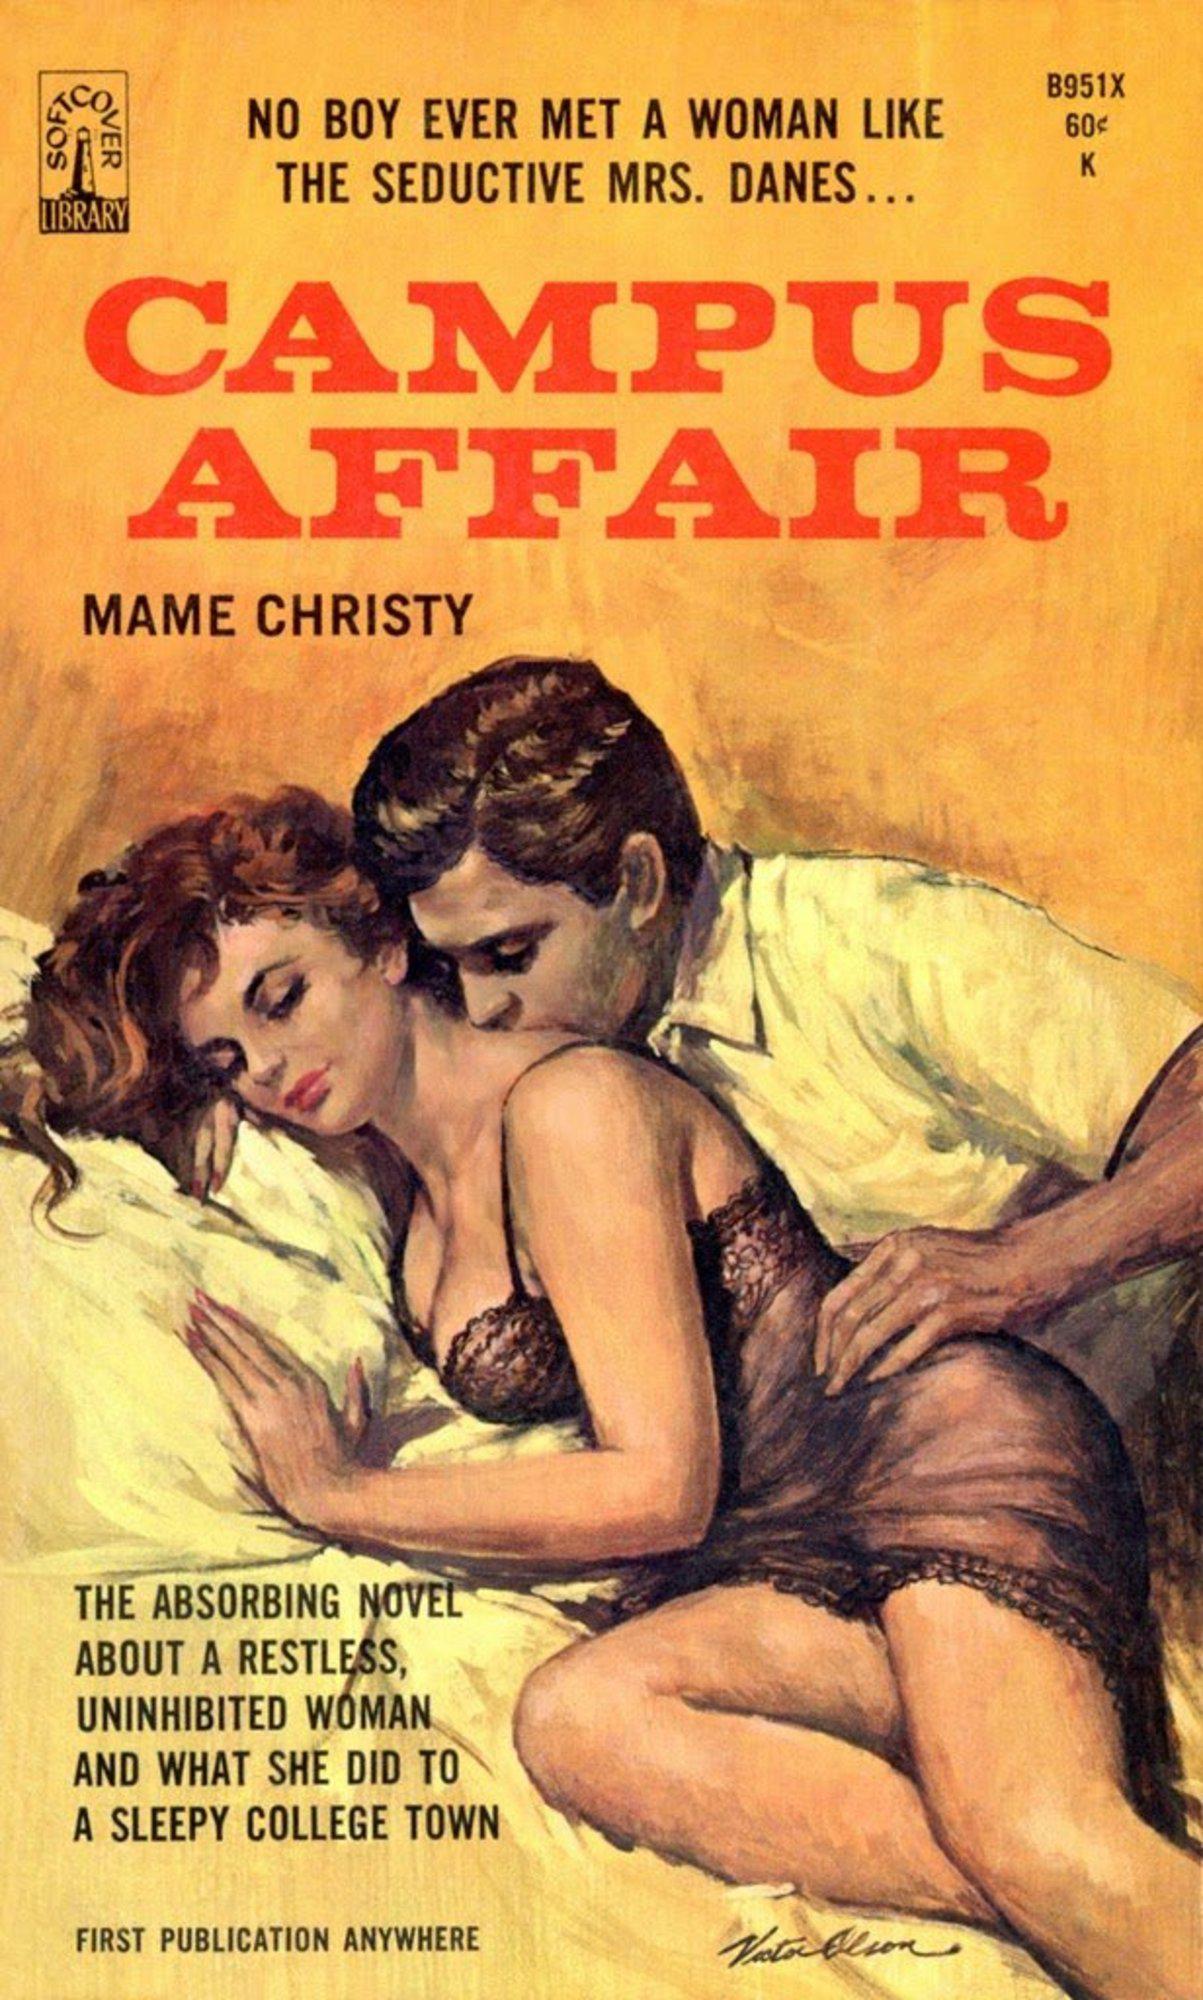 SOFTCOVER
LIBRARY
NO BOY EVER MET A WOMAN LIKE
THE SEDUCTIVE MRS. DANES...
B951X
60¢
K
CAMPUS
AFFAIR
MAME CHRISTY
THE ABSORBING NOVEL
ABOUT A RESTLESS,
UNINHIBITED WOMAN
AND WHAT SHE DID TO
A SLEEPY COLLEGE TOWN
FIRST PUBLICATION ANYWHERE
Victor Olson